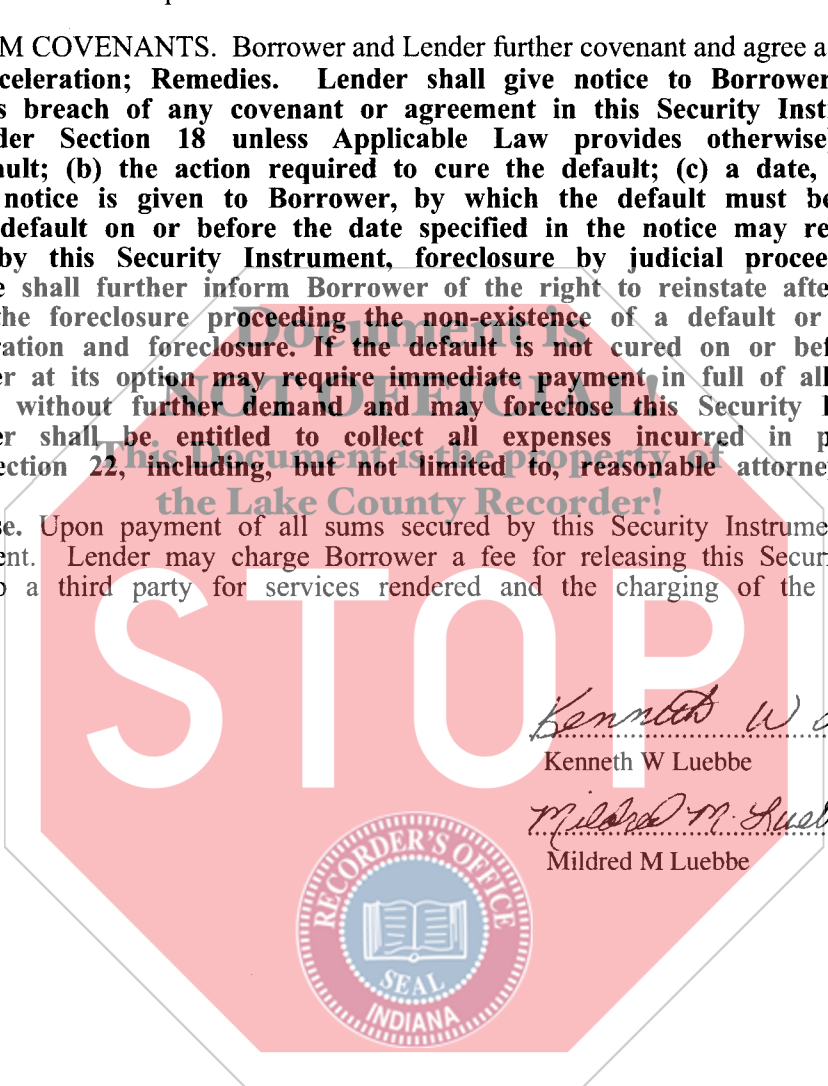 M COVENANTS. Borrower and Lender further covenant and agree a
celeration; Remedies. Lender shall give notice to Borrower
s breach of any covenant or agreement in this Security Inst
der Section 18 unless Applicable Law provides otherwise
ault; (b) the action required to cure the default; (c) a date,
notice is given to Borrower, by which the default must be
default on or before the date specified in the notice may re
by this Security Instrument, foreclosure by judicial procee
e shall further inform Borrower of the right to reinstate afte
the foreclosure proceeding the non-existence of a default or
Document is
ration and foreclosure. If the default is not cured on or bef
er at its option may require immediate payment in full of all
NOT OFFICIAL!
without further demand and may foreclose this Security I
er shall be entitled to collect all expenses incurred in p
This Document is the property of
ection 22, including, but not limited to, reasonable attorne
the Lake County Recorder!
se. Upon payment of all sums secured by this Security Instrume
ent. Lender may charge Borrower a fee for releasing this Secur
o a third party for services rendered and the charging of the
STOP
Kenneth W
Kenneth W Luebbe
Mildred M. Lueb
Mildred M Luebbe
RECORDER'S OFFICE
SEAL
INDIANA